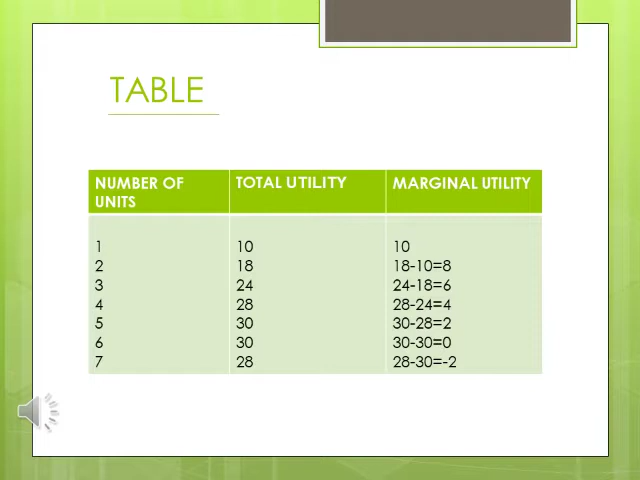 TABLE
NUMBER OF UNITS TOTAL UTILITY MARGINAL UTILITY
1 10 10
2 18 18-10=8
3 24 24-18=6
4 28 28-24=4
5 30 30-28=2
6 30 30-30=0
7 28 28-30=-2